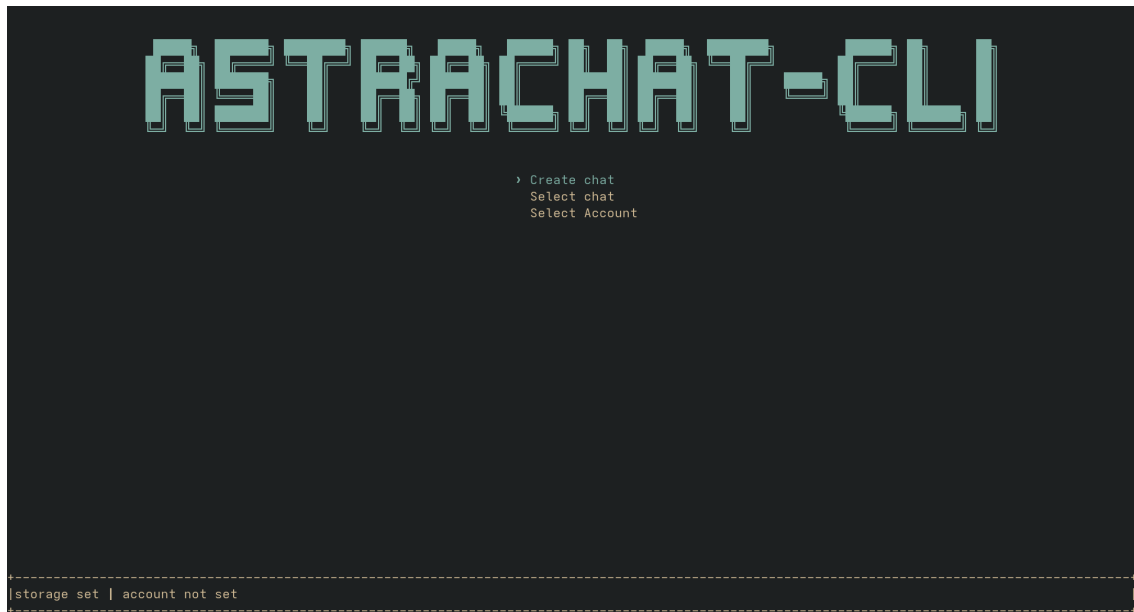 ASTRACHAT-CLI
› Create chat
Select chat
Select Account
|storage set | account not set